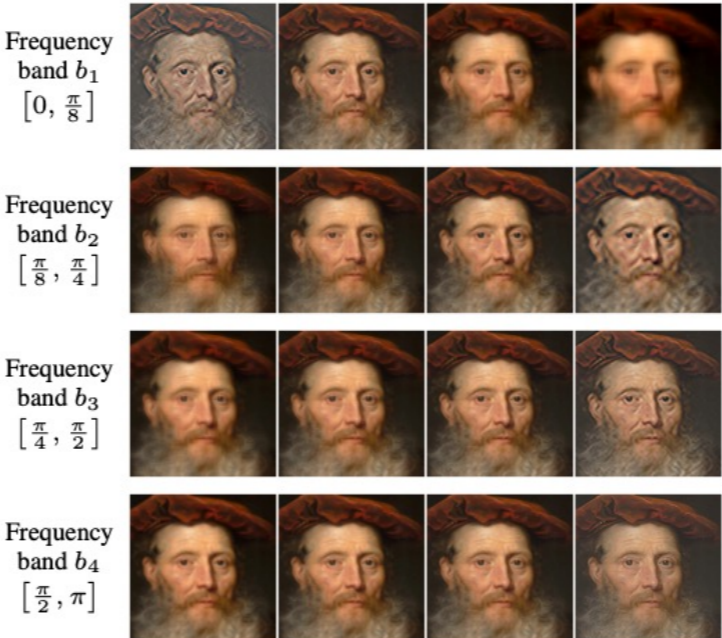 Frequency
band b₁
[0, π/8]
Frequency
band b₂
[π/8, π/4]
Frequency
band b₃
[π/4, π/2]
Frequency
band b₄
[π/2, π]